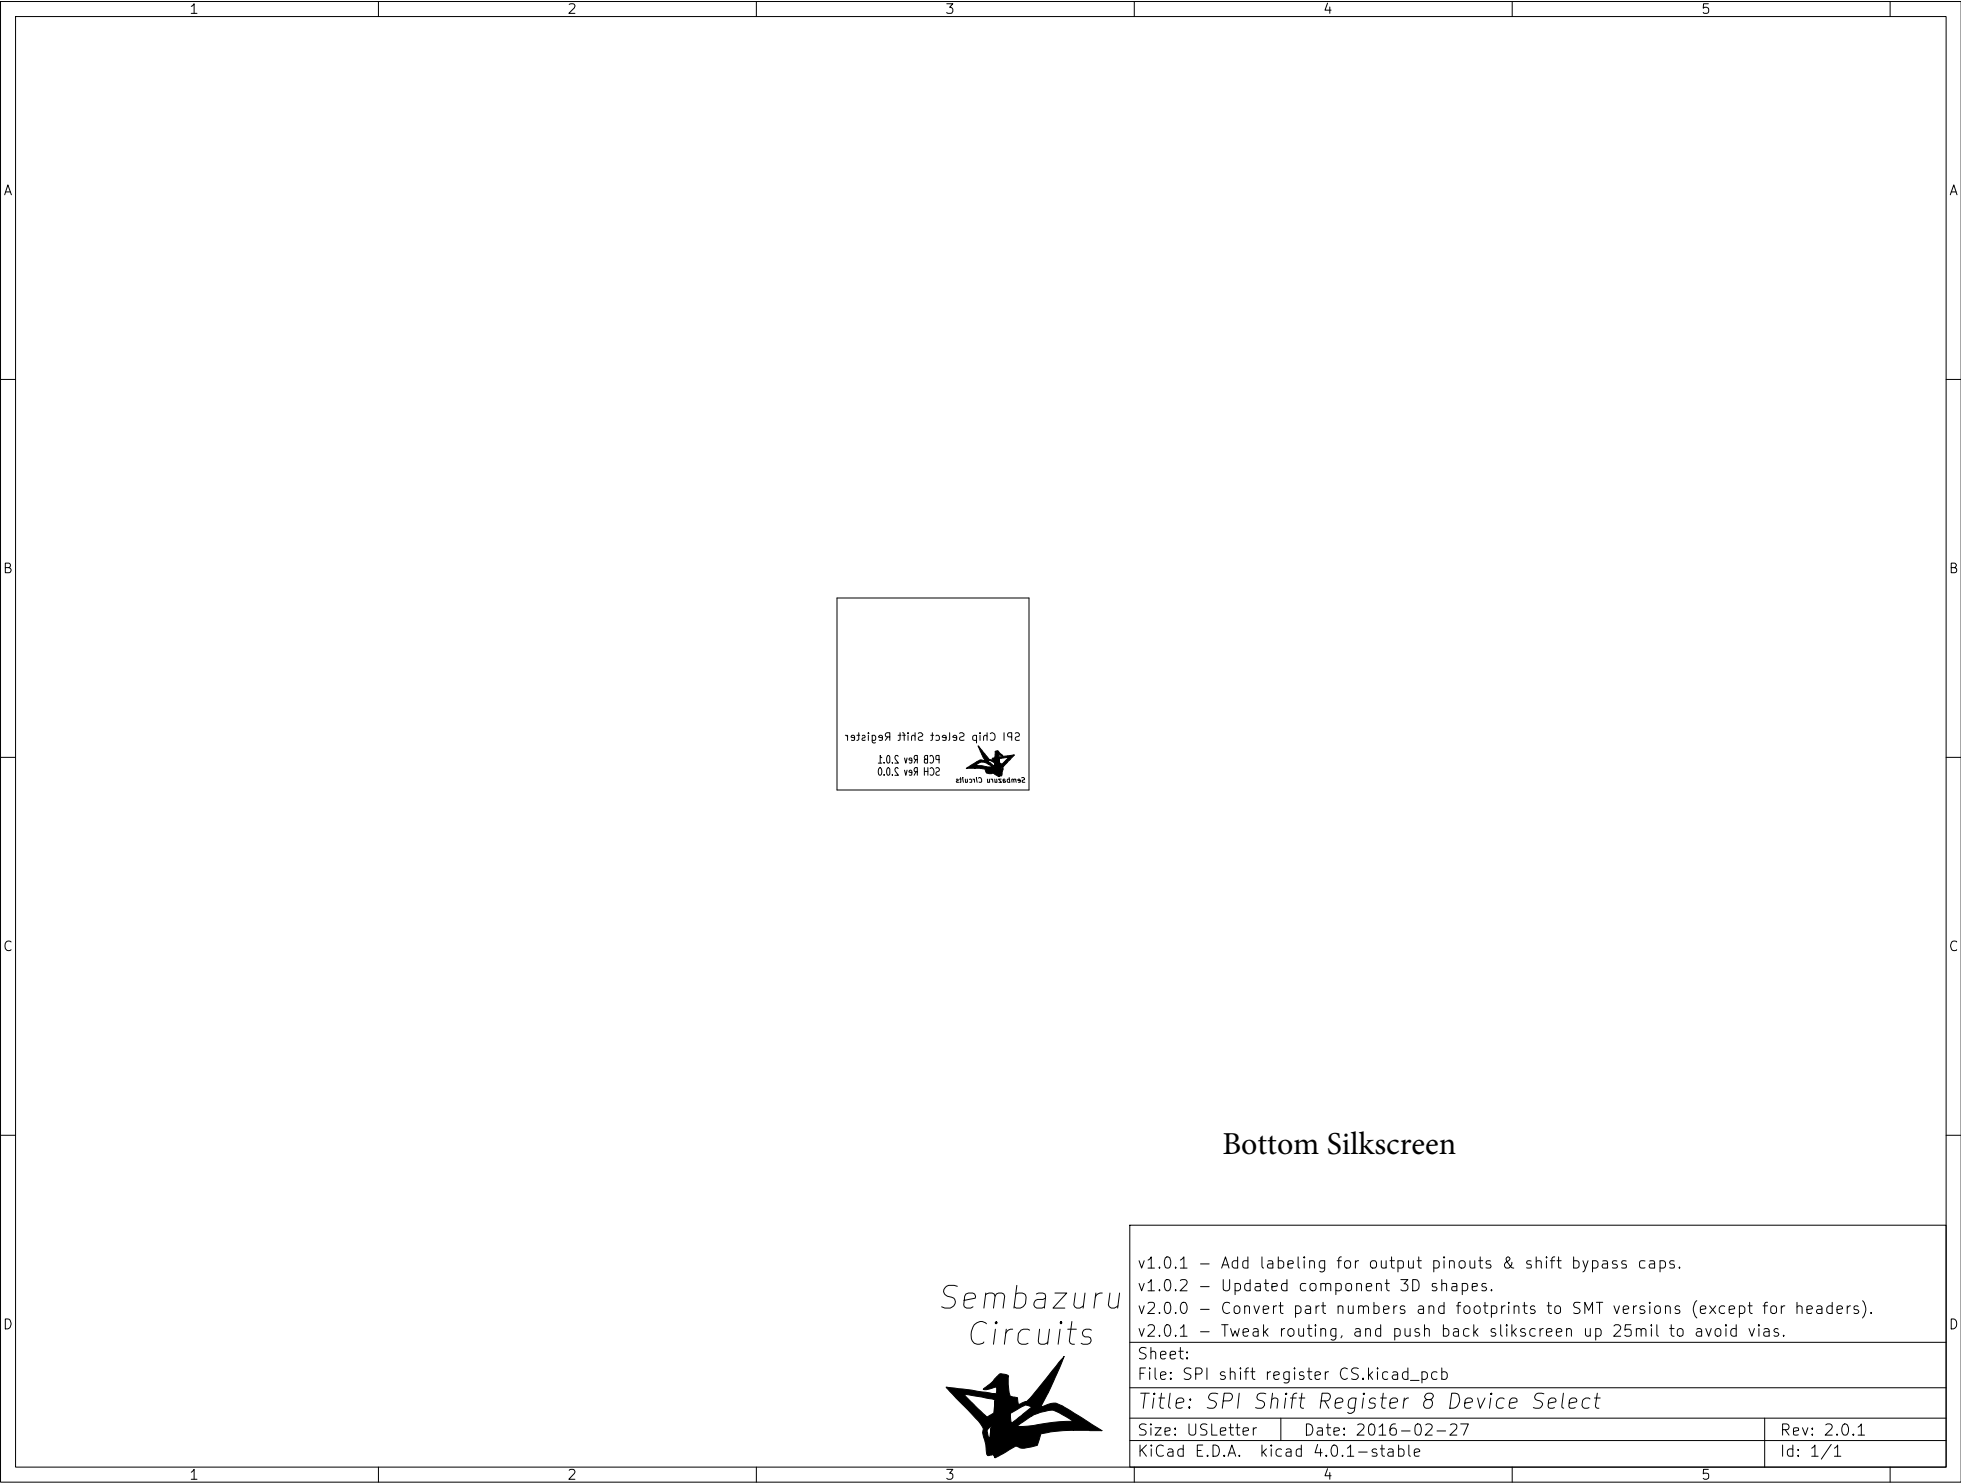 1 2 3 4 5
A A
B B
SPI Chip Select Shift Register
PCB Rev 2.0.1
SCH Rev 2.0.0
Sembazuru Circuits
C C
Bottom Silkscreen
v1.0.1 – Add labeling for output pinouts & shift bypass caps.
v1.0.2 – Updated component 3D shapes.
v2.0.0 – Convert part numbers and footprints to SMT versions (except for headers).
v2.0.1 – Tweak routing, and push back slikscreen up 25mil to avoid vias.
Sembazuru
Circuits
D D
Sheet:
File: SPI shift register CS.kicad_pcb
Title: SPI Shift Register 8 Device Select
Size: USLetter Date: 2016-02-27 Rev: 2.0.1
KiCad E.D.A. kicad 4.0.1-stable Id: 1/1
1 2 3 4 5